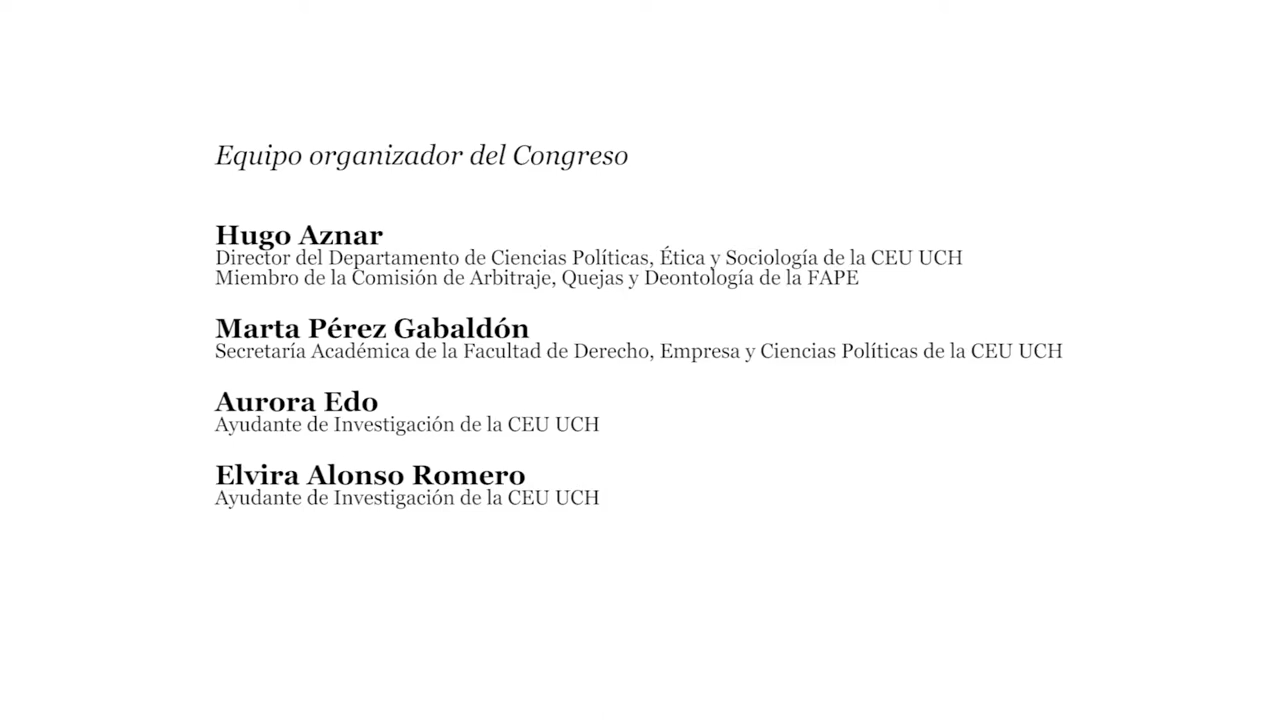 Equipo organizador del Congreso
Hugo Aznar
Director del Departamento de Ciencias Políticas, Ética y Sociología de la CEU UCH
Miembro de la Comisión de Arbitraje, Quejas y Deontología de la FAPE
Marta Pérez Gabaldón
Secretaría Académica de la Facultad de Derecho, Empresa y Ciencias Políticas de la CEU UCH
Aurora Edo
Ayudante de Investigación de la CEU UCH
Elvira Alonso Romero
Ayudante de Investigación de la CEU UCH